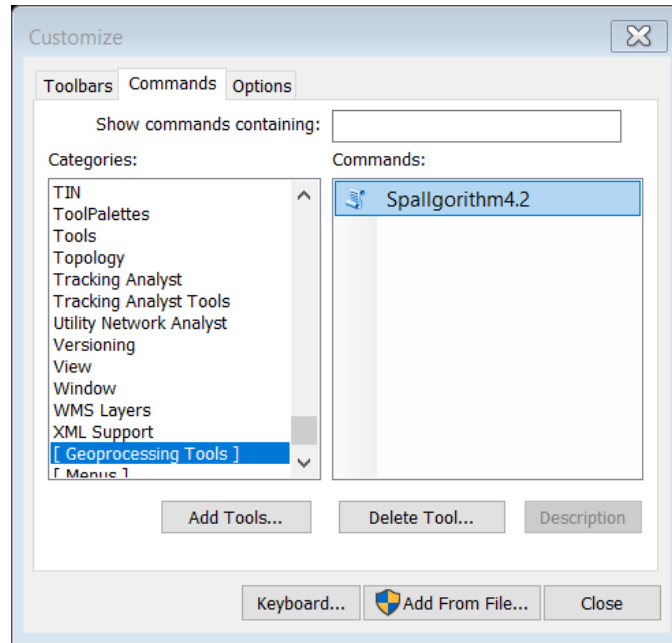 Customize
Toolbars Commands Options
Show commands containing:
Categories:
Commands:
TIN
ToolPalettes
Tools
Topology
Tracking Analyst
Tracking Analyst Tools
Utility Network Analyst
Versioning
View
Window
WMS Layers
XML Support
[ Geoprocessing Tools ]
[ Menus ]
Spallgorithm4.2
Add Tools... Delete Tool... Description
Keyboard... Add From File... Close